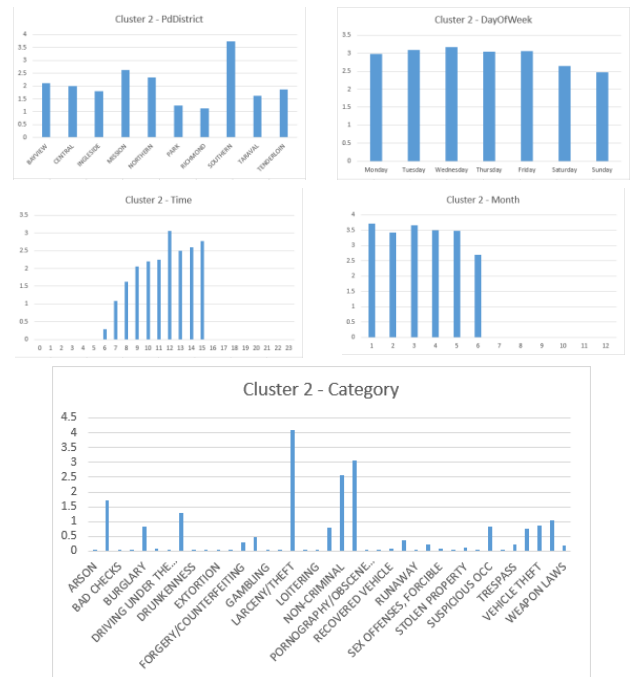 Cluster 2 - PdDistrict
4
3.5
3
2.5
2
1.5
1
0.5
0
BAYVIEW
CENTRAL
INGLESIDE
MISSION
NORTHERN
PARK
RICHMOND
SOUTHERN
TARAVAL
TENDERLOIN
Cluster 2 - DayOfWeek
3.5
3
2.5
2
1.5
1
0.5
0
Monday Tuesday Wednesday Thursday Friday Saturday Sunday
Cluster 2 - Time
3.5
3
2.5
2
1.5
1
0.5
0
0 1 2 3 4 5 6 7 8 9 10 11 12 13 14 15 16 17 18 19 20 21 22 23
Cluster 2 - Month
4
3.5
3
2.5
2
1.5
1
0.5
0
1 2 3 4 5 6 7 8 9 10 11 12
Cluster 2 - Category
4.5
4
3.5
3
2.5
2
1.5
1
0.5
0
ARSON
BAD CHECKS
BURGLARY
DRIVING UNDER THE...
DRUNKENNESS
EXTORTION
FORGERY/COUNTERFEITING
GAMBLING
LARCENY/THEFT
LOITERING
NON-CRIMINAL
PORNOGRAPHY/OBSCENE...
RECOVERED VEHICLE
RUNAWAY
SEX OFFENSES, FORCIBLE
STOLEN PROPERTY
SUSPICIOUS OCC
TRESPASS
VEHICLE THEFT
WEAPON LAWS